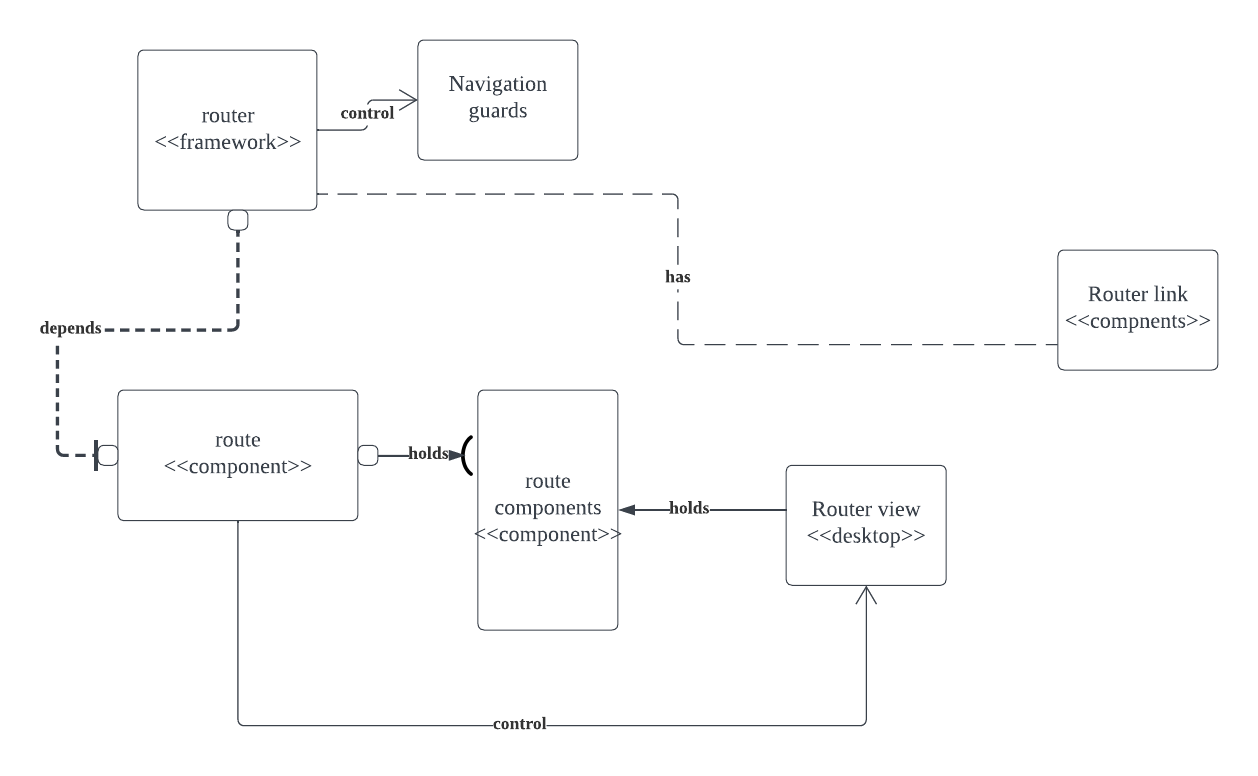 Navigation
guards
router
<<framework>>
control
has
Router link
<<compnents>>
depends
route
<<component>>
holds
route
components
<<component>>
holds
Router view
<<desktop>>
control